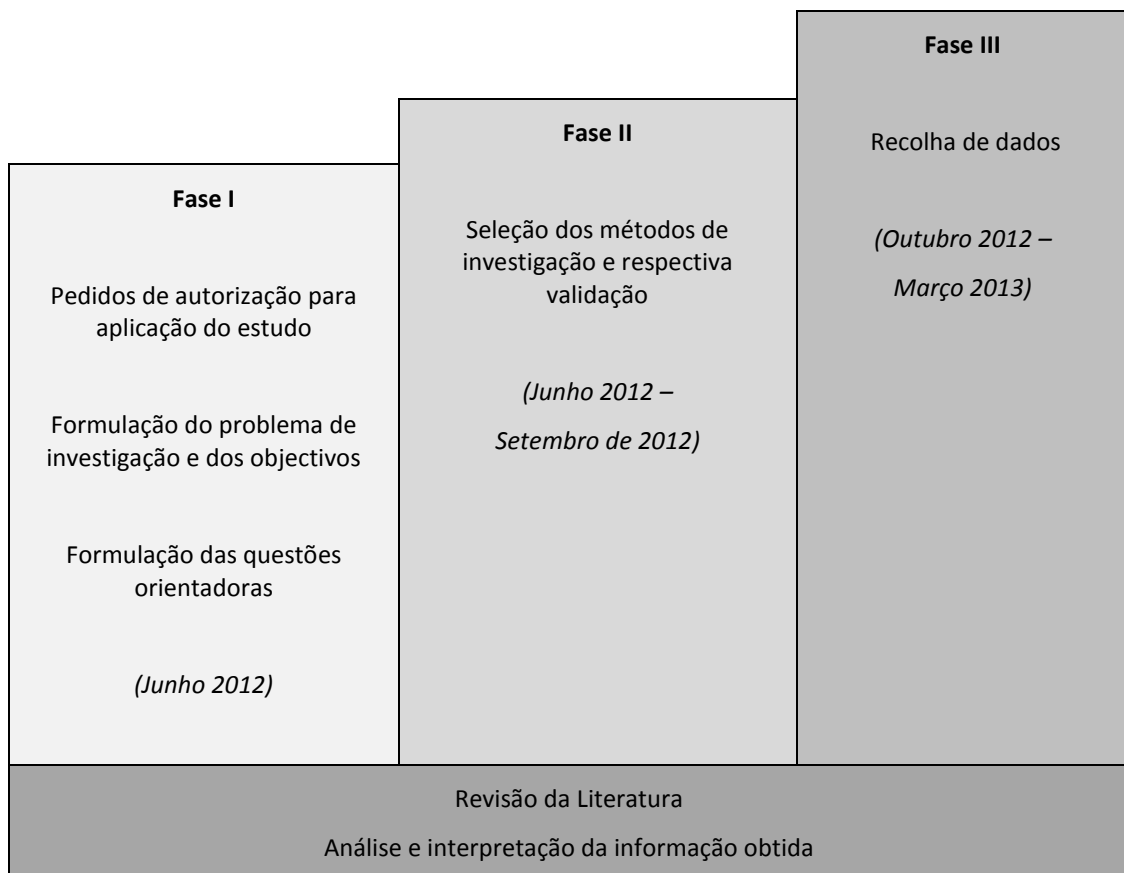 Fase I
Pedidos de autorização para
aplicação do estudo
Formulação do problema de
investigação e dos objectivos
Formulação das questões
orientadoras
(Junho 2012)
Fase II
Seleção dos métodos de
investigação e respectiva
validação
(Junho 2012 –
Setembro de 2012)
Fase III
Recolha de dados
(Outubro 2012 –
Março 2013)
Revisão da Literatura
Análise e interpretação da informação obtida